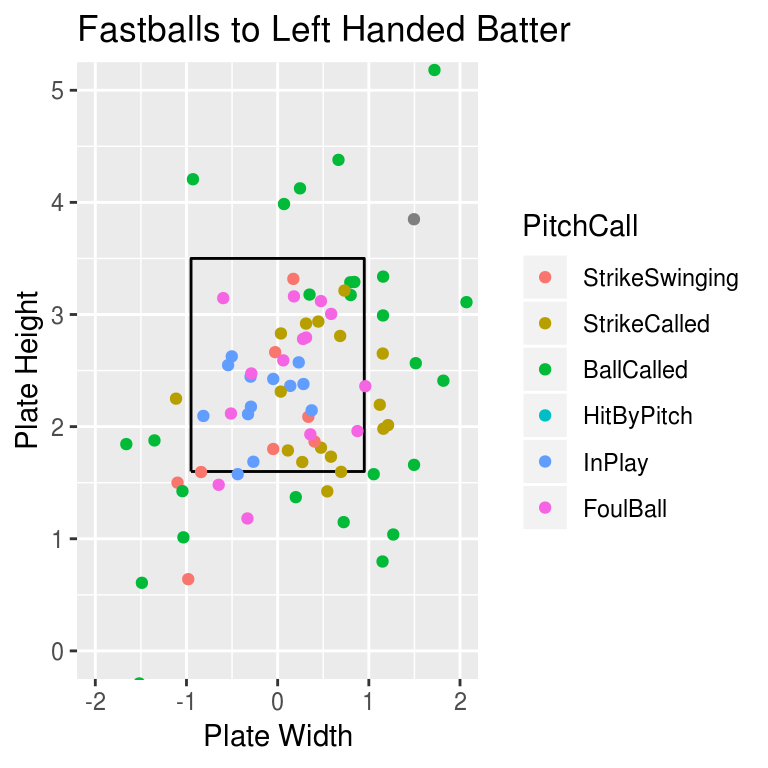 Fastballs to Left Handed Batter
5
4
3
2
1
0
-2 -1 0 1 2
Plate Height
Plate Width
PitchCall
StrikeSwinging
StrikeCalled
BallCalled
HitByPitch
InPlay
FoulBall